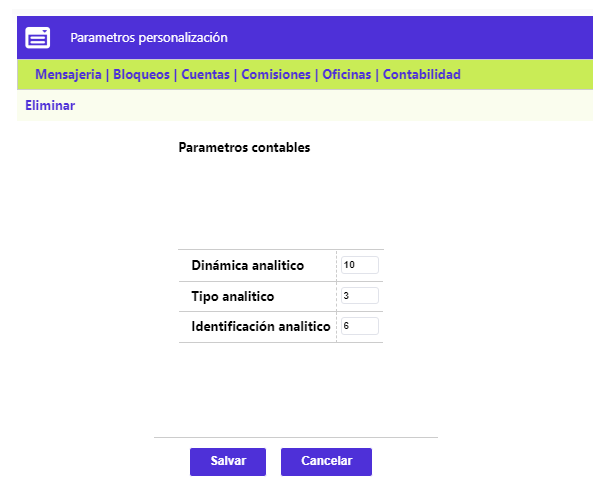 Parametros personalización
Mensajeria | Bloqueos | Cuentas | Comisiones | Oficinas | Contabilidad
Eliminar
Parametros contables
Dinámica analitico 10
Tipo analitico 3
Identificación analitico 6
Salvar Cancelar